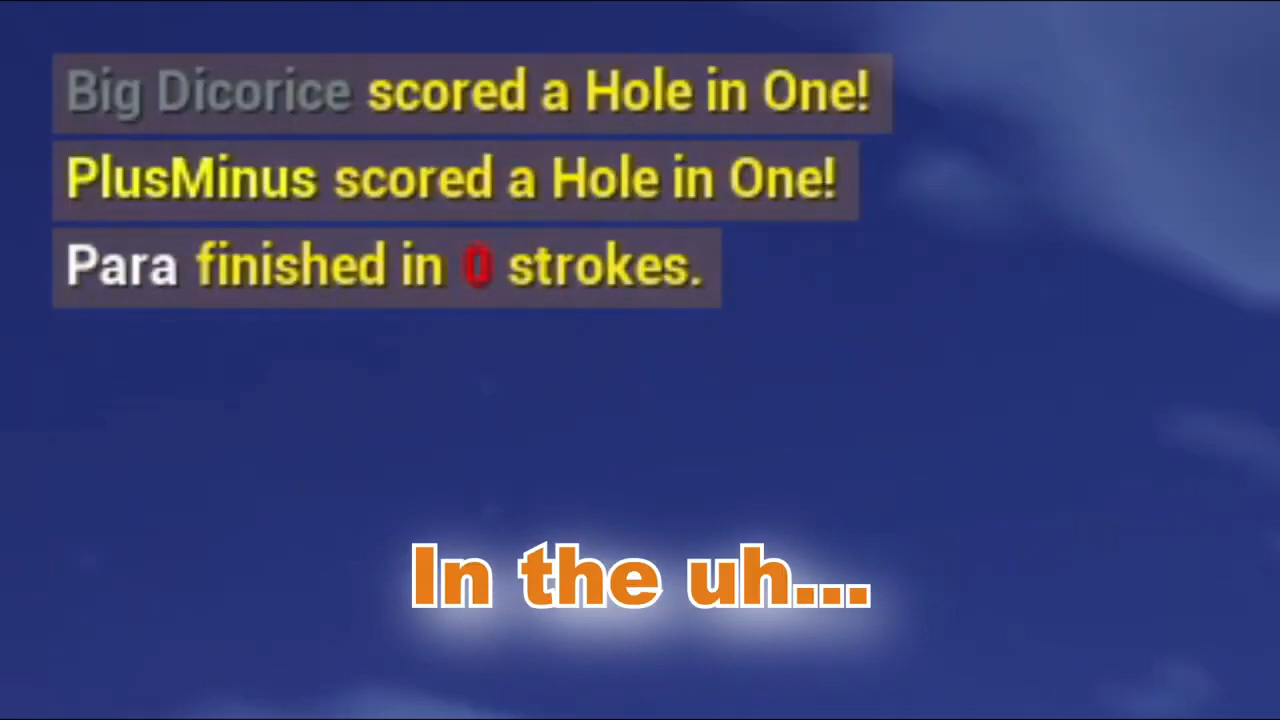 Big Dicorice scored a Hole in One!
PlusMinus scored a Hole in One!
Para finished in 0 strokes.
In the uh...